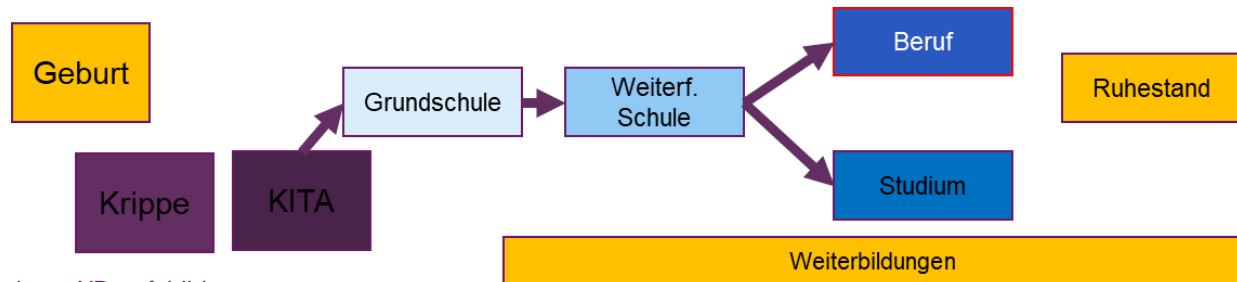 Geburt
Krippe
KITA
Grundschule
Weiterf.
Schule
Beruf
Studium
Ruhestand
Weiterbildungen